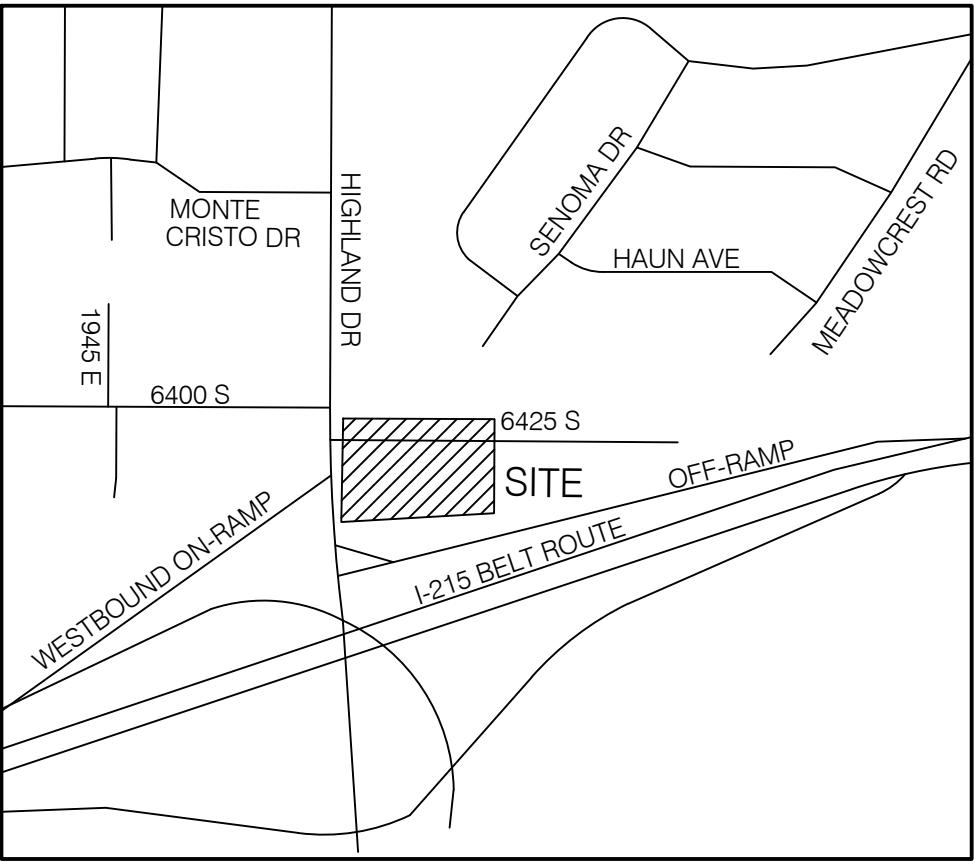 SENOMA DR
MEADOWCREST RD
HIGHLAND DR
MONTE
CRISTO DR
HAUN AVE
1945 E
6400 S
6425 S
SITE
OFF-RAMP
WESTBOUND ON-RAMP
I-215 BELT ROUTE